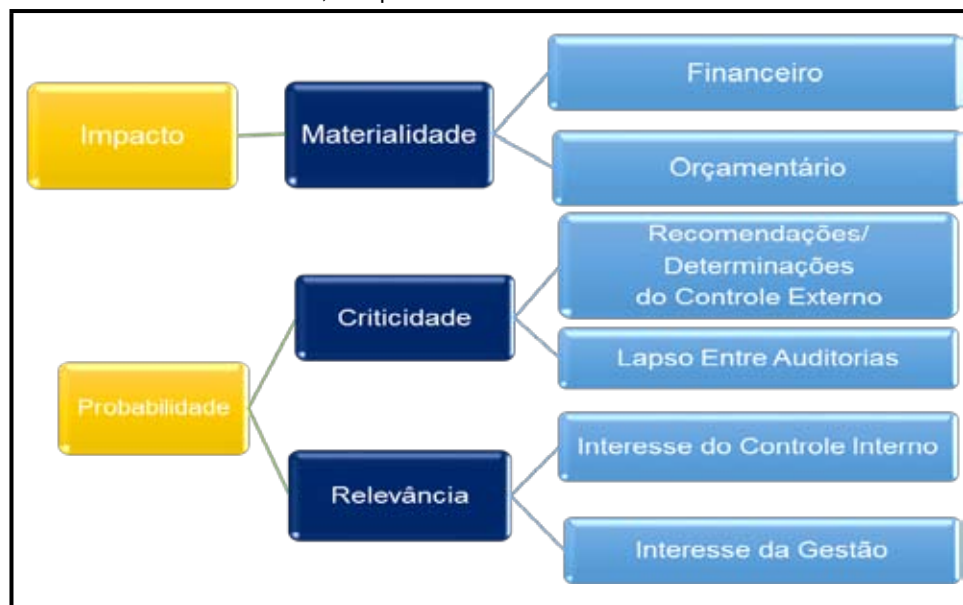 Impacto
Materialidade
Financeiro
Orçamentário
Probabilidade
Criticidade
Recomendações/
Determinações
do Controle Externo
Lapso Entre Auditorias
Relevância
Interesse do Controle Interno
Interesse da Gestão